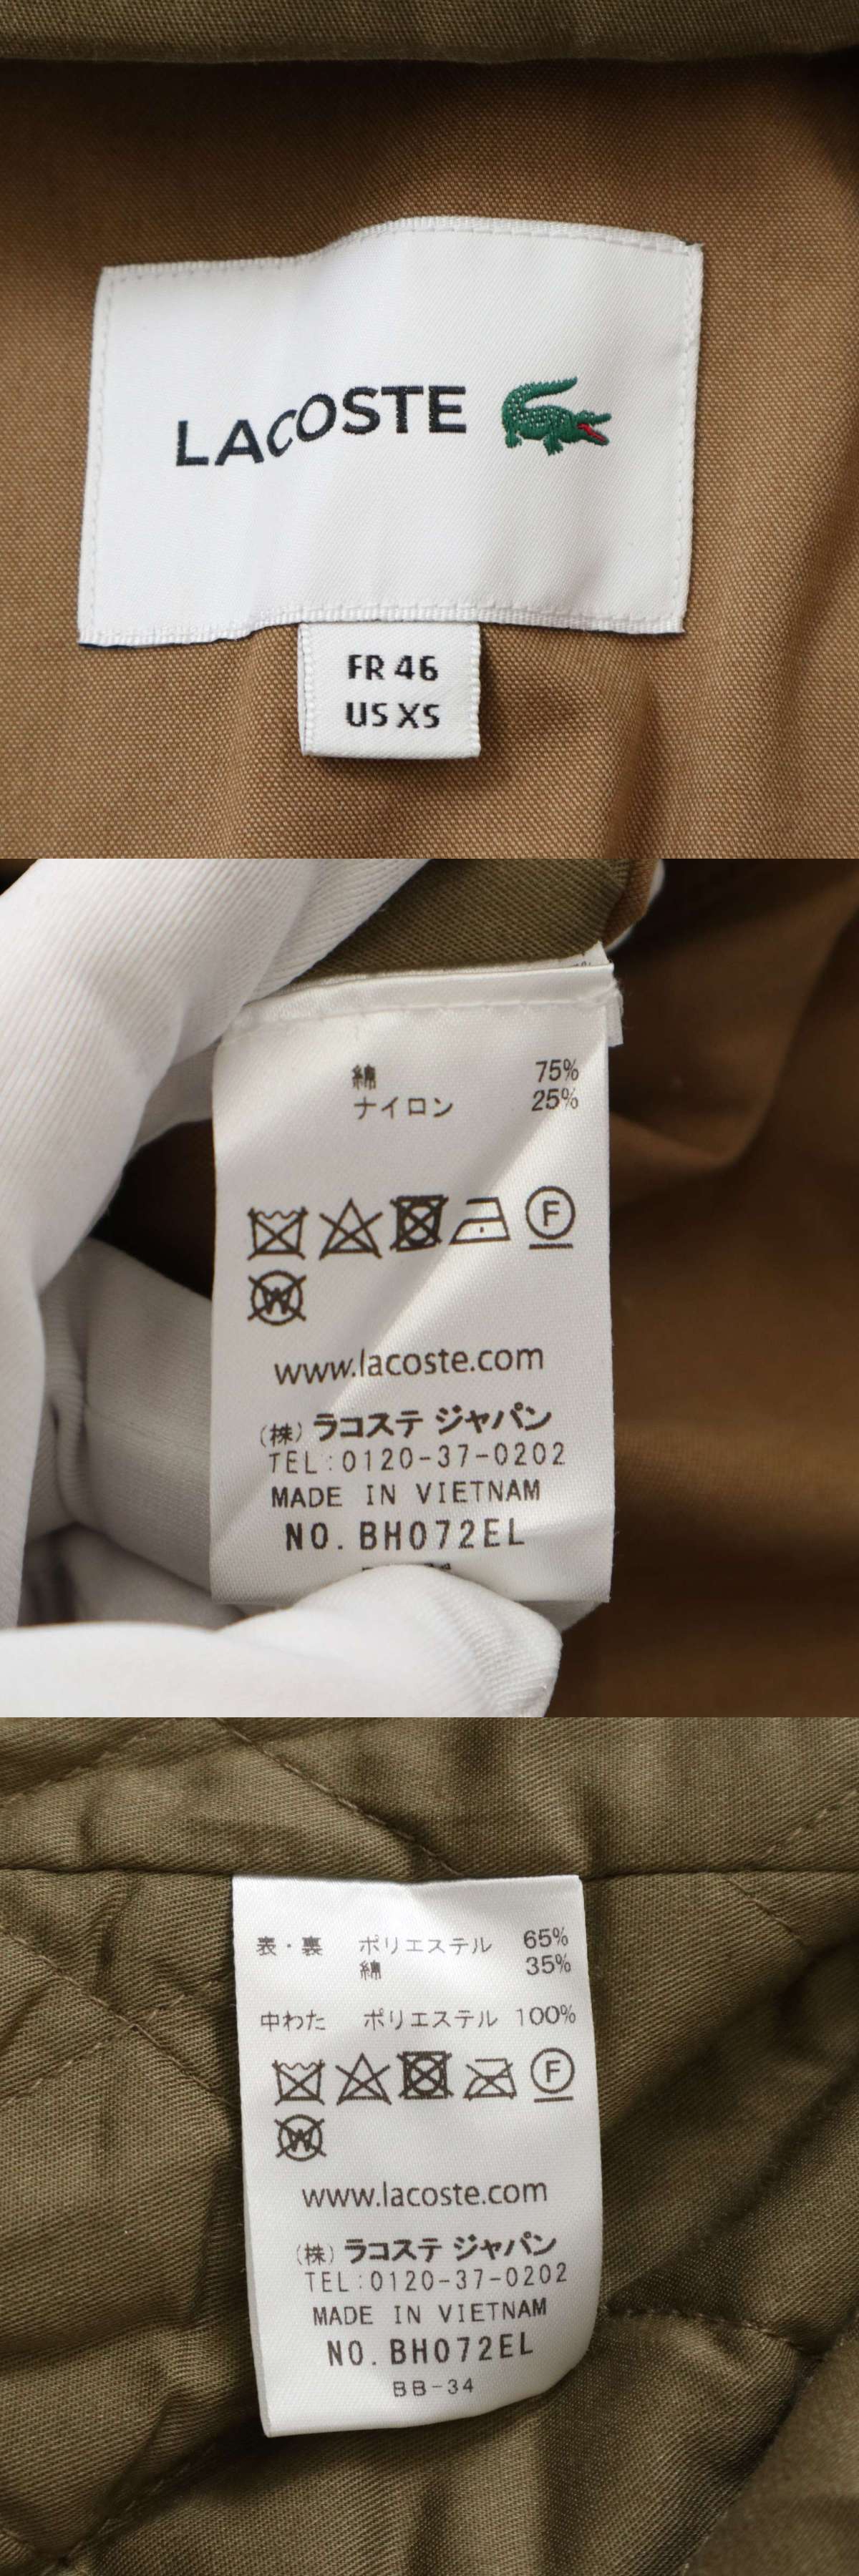 LACOSTE
FR 46
US XS
綿 75%
ナイロン 25%
F
W
www.lacoste.com
(株) ラコステ ジャパン
TEL:0120-37-0202
MADE IN VIETNAM
NO. BH072EL
表・裏 ポリエステル 65%
綿 35%
中わた ポリエステル 100%
F
W
www.lacoste.com
(株) ラコステ ジャパン
TEL:0120-37-0202
MADE IN VIETNAM
NO. BH072EL
BB-34